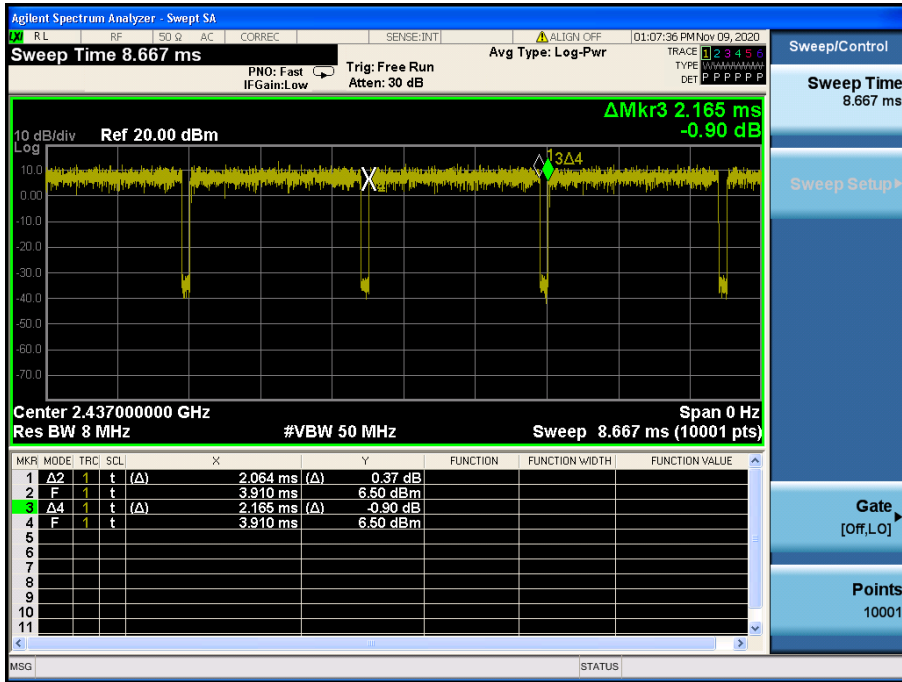 Agilent Spectrum Analyzer - Swept SA
LXI RL RF 50 Ω AC CORREC SENSE:INT ALIGN OFF 01:07:36 PM Nov 09, 2020
Sweep Time 8.667 ms
PNO: Fast
IFGain:Low
Trig: Free Run
Atten: 30 dB
Avg Type: Log-Pwr
TRACE 1 2 3 4 5 6
TYPE WWWWWW
DET P P P P P P
ΔMkr3 2.165 ms
-0.90 dB
10 dB/div Ref 20.00 dBm
Log
10.0
0.00
-10.0
-20.0
-30.0
-40.0
-50.0
-60.0
-70.0
X
1 3Δ4
Center 2.437000000 GHz Span 0 Hz
Res BW 8 MHz #VBW 50 MHz Sweep 8.667 ms (10001 pts)
MKR MODE TRC SCL X Y FUNCTION FUNCTION WIDTH FUNCTION VALUE
1 Δ2 1 t (Δ) 2.064 ms (Δ) 0.37 dB
2 F 1 t 3.910 ms 6.50 dBm
3 Δ4 1 t (Δ) 2.165 ms (Δ) -0.90 dB
4 F 1 t 3.910 ms 6.50 dBm
5
6
7
8
9
10
11
MSG STATUS
Sweep/Control
Sweep Time
8.667 ms
Sweep Setup
Gate
[Off,LO]
Points
10001